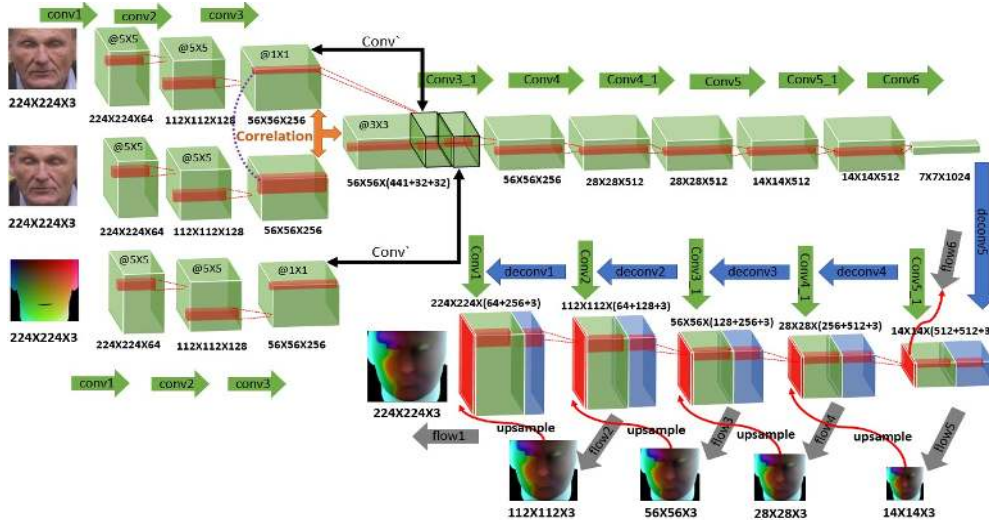 conv1 conv2 conv3
@5X5 @5X5 @1X1
Conv`
224X224X3
224X224X64 112X112X128 56X56X256
Correlation
Conv3_1 Conv4 Conv4_1 Conv5 Conv5_1 Conv6
@3X3
56X56X(441+32+32) 56X56X256 28X28X512 28X28X512 14X14X512 14X14X512 7X7X1024
@5X5 @5X5
224X224X3
224X224X64 112X112X128 56X56X256
Conv`
@5X5 @5X5 @1X1
224X224X3
224X224X64 112X112X128 56X56X256
conv1 conv2 conv3
deconv5
flow6
Conv1 deconv1 Conv2 deconv2 Conv3_1 deconv3 Conv4_1 deconv4 Conv5_1
224X224X(64+256+3) 112X112X(64+128+3) 56X56X(128+256+3) 28X28X(256+512+3) 14X14X(512+512+3
224X224X3
flow1 upsample flow2 upsample flow3 upsample flow4 upsample flow5
112X112X3 56X56X3 28X28X3 14X14X3